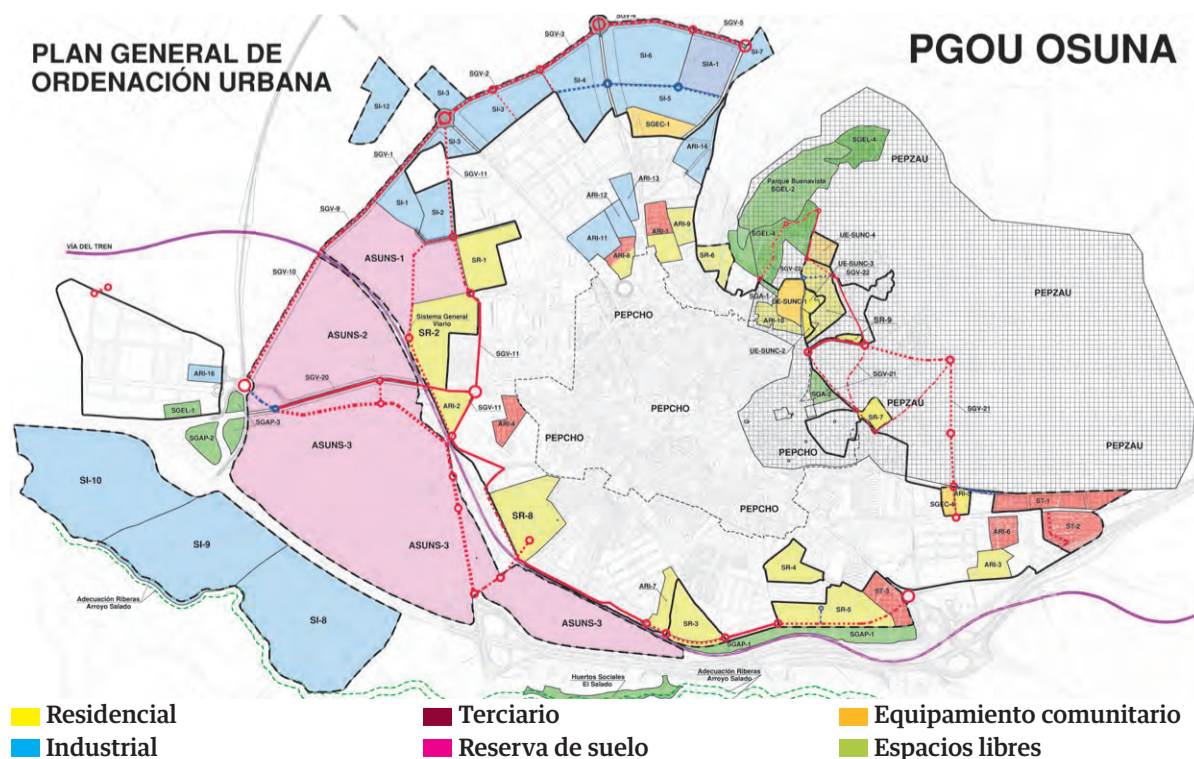 PLAN GENERAL DE
ORDENACIÓN URBANA
PGOU OSUNA
SGV-4
SGV-5
SGV-3
SGV-2
SI-6
SIA-1
SI-7
SI-4
SI-5
SI-12
SI-3
SI-3
SI-3
SGEC-1
ARI-14
SGV-1
SGV-11
SGEL-4
PEPZAU
Parque Buenavista
SGEL-2
ARI-13
ARI-12
SI-1
SI-2
SGV-9
ARI-11
ARI-1
ARI-9
ARI-8
SR-6
SGEL-4
UE-SUNC-4
UE-SUNC-3
SGV-22
VÍA DEL TREN
SGV-10
ASUNS-1
SR-1
SGA-1
UE-SUNC-1
ARI-10
PEPZAU
SR-9
Sistema General
Viario
SR-2
PEPCHO
ASUNS-2
SGV-11
UE-SUNC-2
ARI-16
SGV-20
SGV-21
SGA-2
PEPCHO
SGEL-1
SGAP-3
ARI-2
SGV-11
ARI-4
SR-7
PEPZAU
SGV-21
SGAP-2
ASUNS-3
PEPCHO
PEPCHO
PEPZAU
SI-10
SR-8
PEPCHO
ST-1
ST-2
SI-9
ASUNS-3
ARI-6
ARI-3
SR-4
ARI-7
ST-3
Adecuación Riberas
Arroyo Salado
SI-8
ASUNS-3
SR-3
SR-5
SGAP-1
SGAP-1
Huertos Sociales
El Salado
Adecuación Riberas
Arroyo Salado
Residencial
Terciario
Equipamiento comunitario
Industrial
Reserva de suelo
Espacios libres